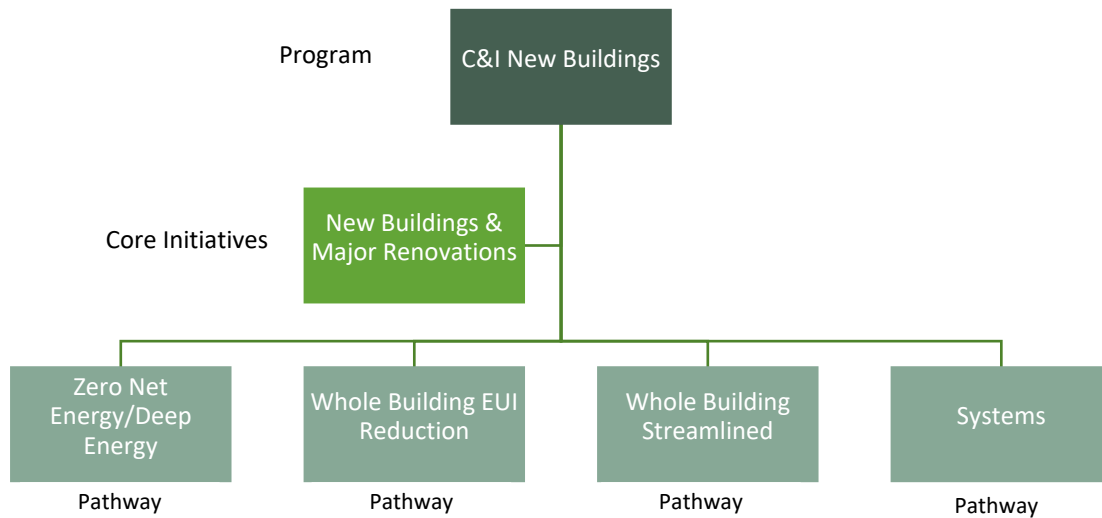 Program
C&I New Buildings
Core Initiatives
New Buildings &
Major Renovations
Zero Net
Energy/Deep
Energy
Whole Building EUI
Reduction
Whole Building
Streamlined
Systems
Pathway
Pathway
Pathway
Pathway